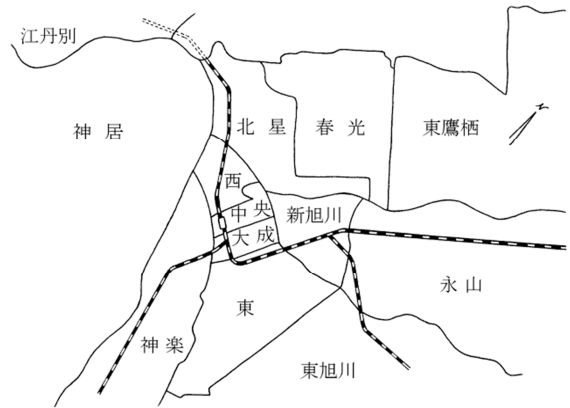 江丹別
神居
北星
春光
東鷹栖
西
中央
新旭川
大成
永山
東
神楽
東旭川